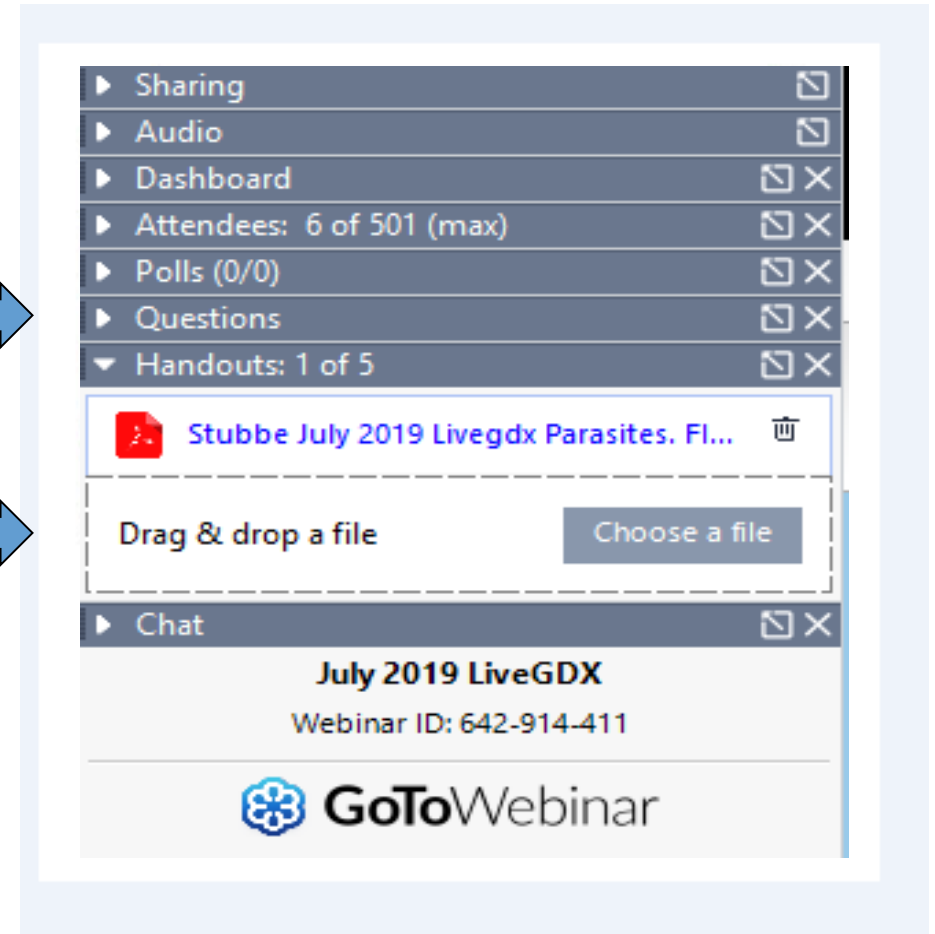 Sharing
Audio
Dashboard
Attendees: 6 of 501 (max)
Polls (0/0)
Questions
Handouts: 1 of 5
Stubbe July 2019 Livegdx Parasites. Fl...
Drag & drop a file Choose a file
Chat
July 2019 LiveGDX
Webinar ID: 642-914-411
GoToWebinar